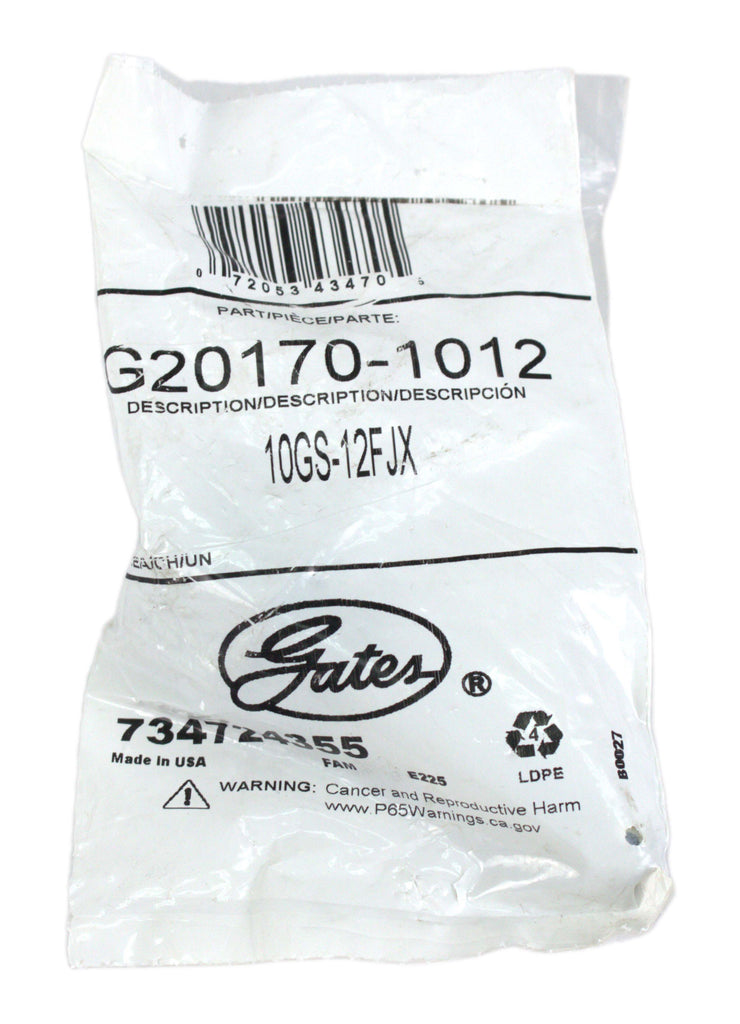 0 72053 43470 6
PART/PIÈCE/PARTE:
G20170-1012
DESCRIPTION/DESCRIPTION/DESCRIPCIÓN
10GS-12FJX
EA/CH/UN
Gates ®
734724355
Made In USA
FAM
E225
4
LDPE
B0027
WARNING: Cancer and Reproductive Harm
www.P65Warnings.ca.gov